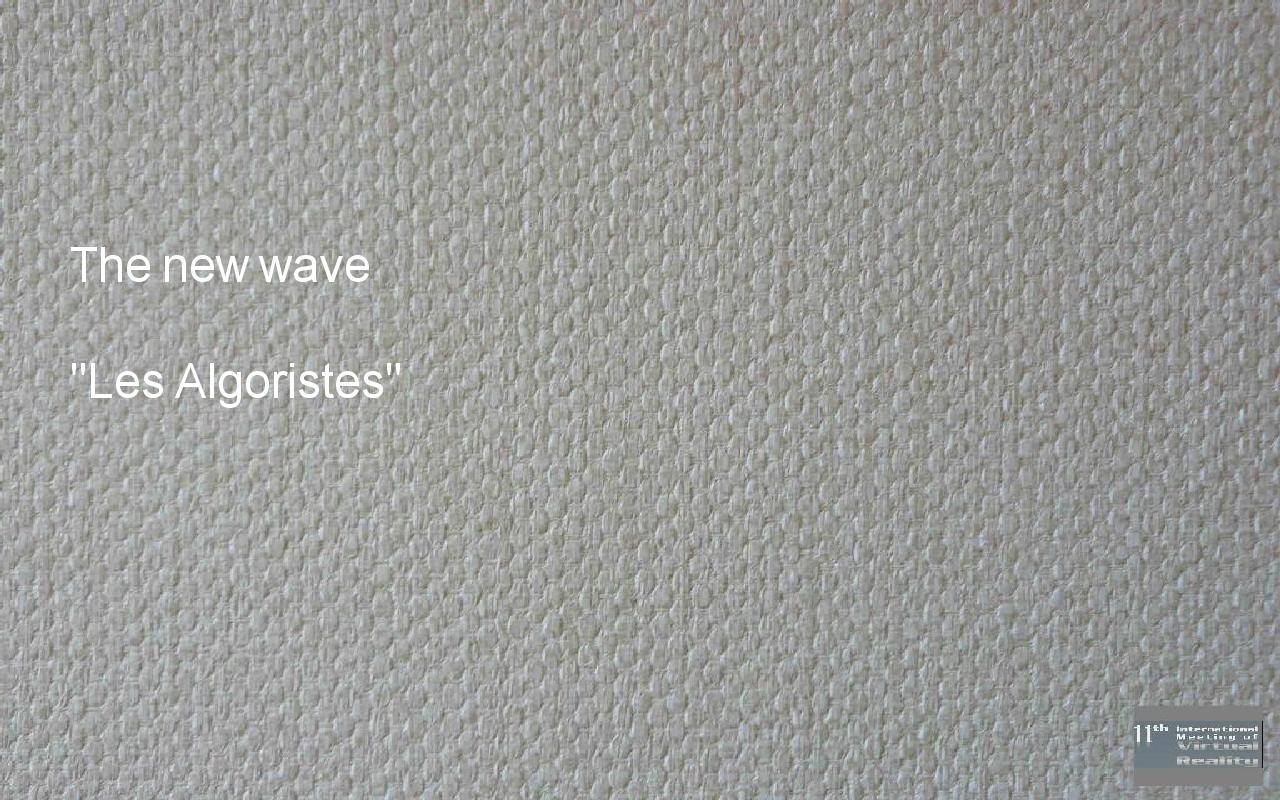 The new wave
"Les Algoristes"
11th International
Meeting of
Virtual
Reality